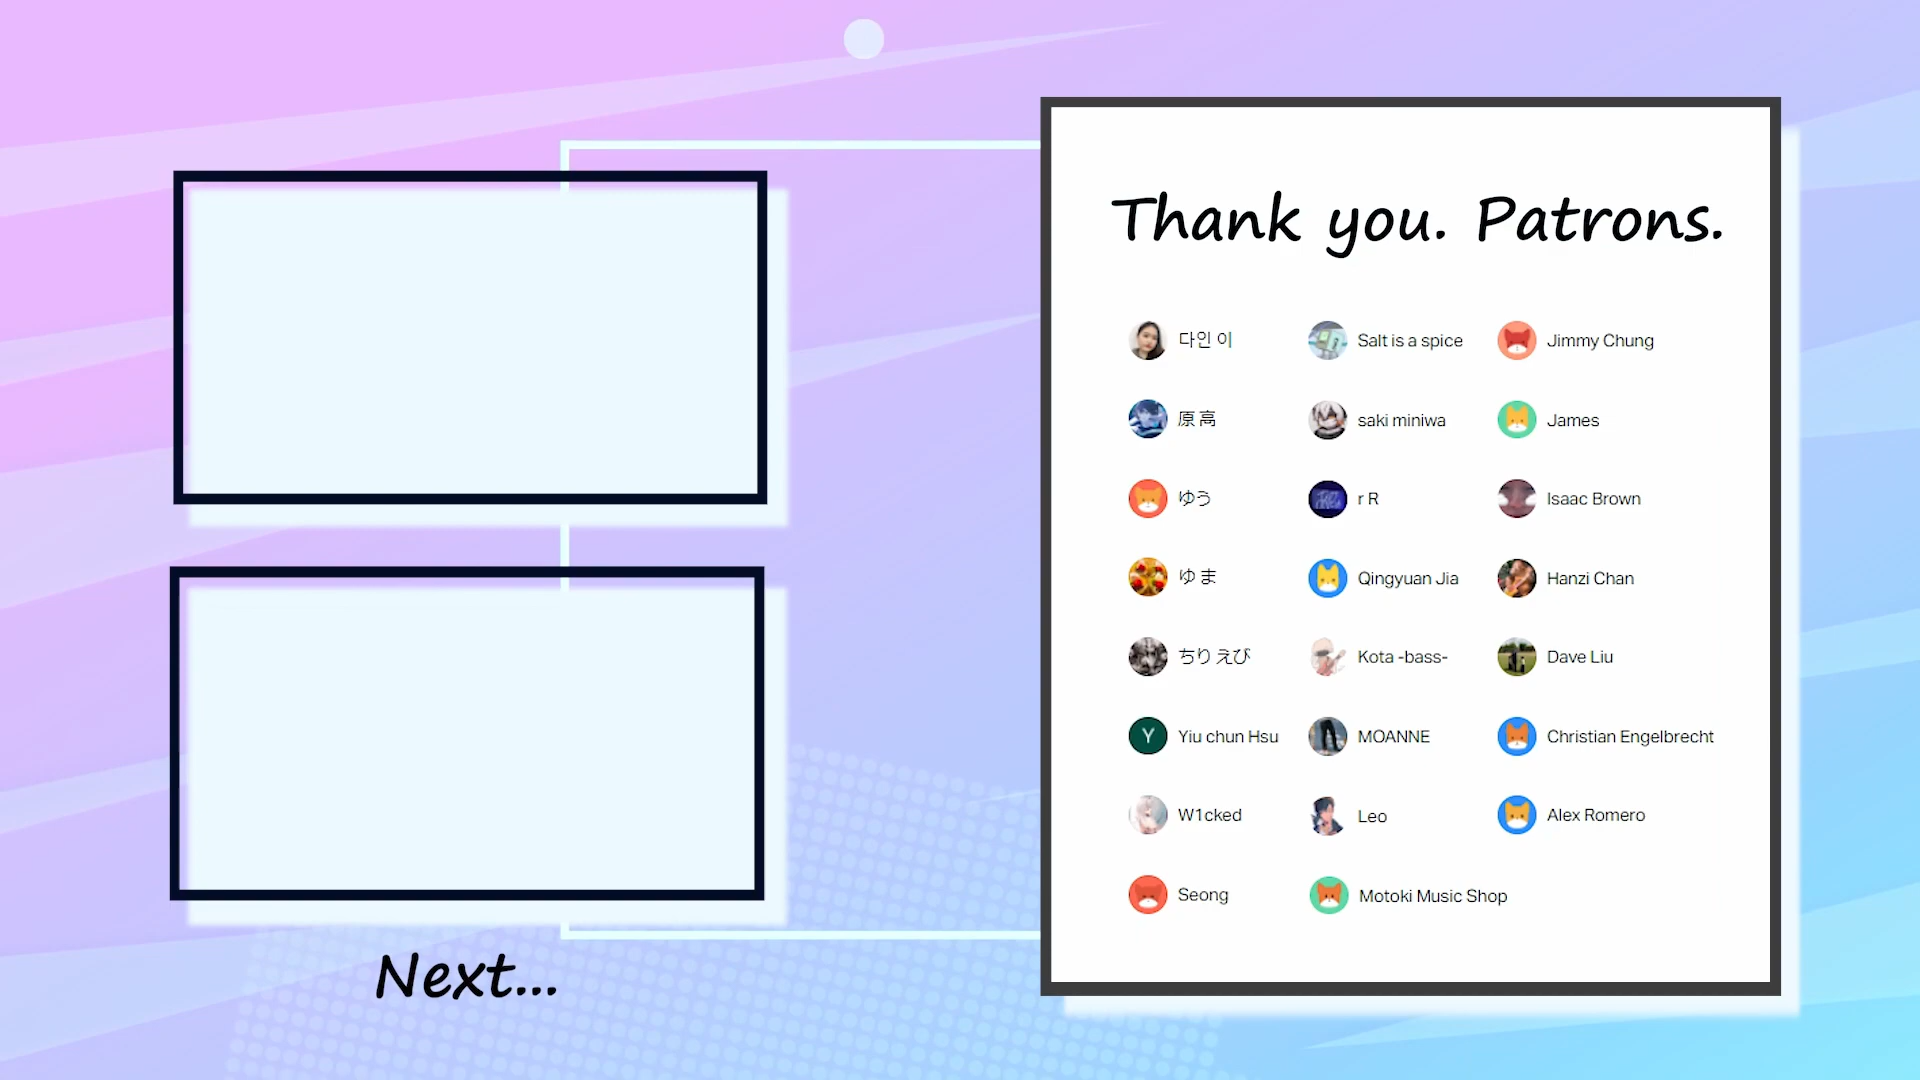 Thank you. Patrons.
다인 이
Salt is a spice
Jimmy Chung
原 高
saki miniwa
James
ゆう
r R
Isaac Brown
ゆ ま
Qingyuan Jia
Hanzi Chan
ちり えび
Kota -bass-
Dave Liu
Y
Yiu chun Hsu
MOANNE
Christian Engelbrecht
W1cked
Leo
Alex Romero
Seong
Motoki Music Shop
Next...